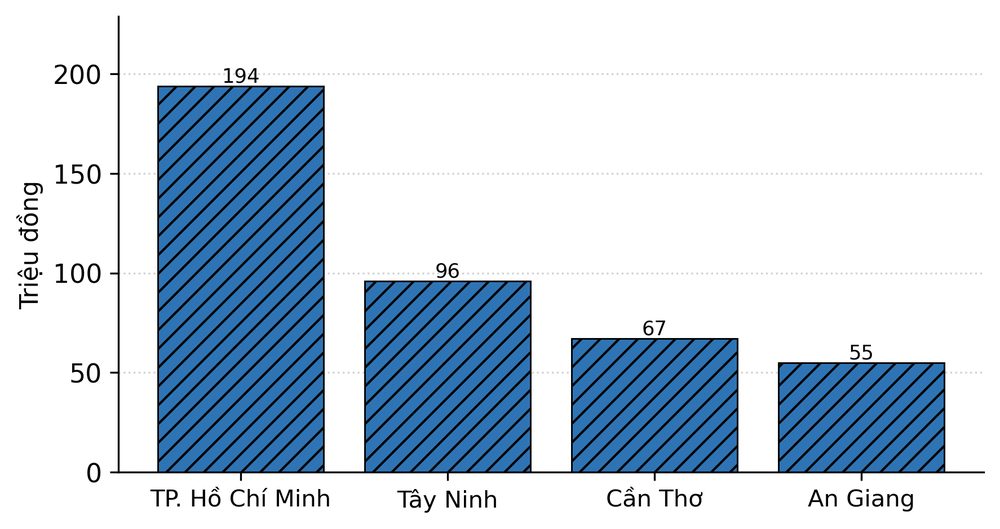 Triệu đồng
200
150
100
50
0
194
96
67
55
TP. Hồ Chí Minh
Tây Ninh
Cần Thơ
An Giang